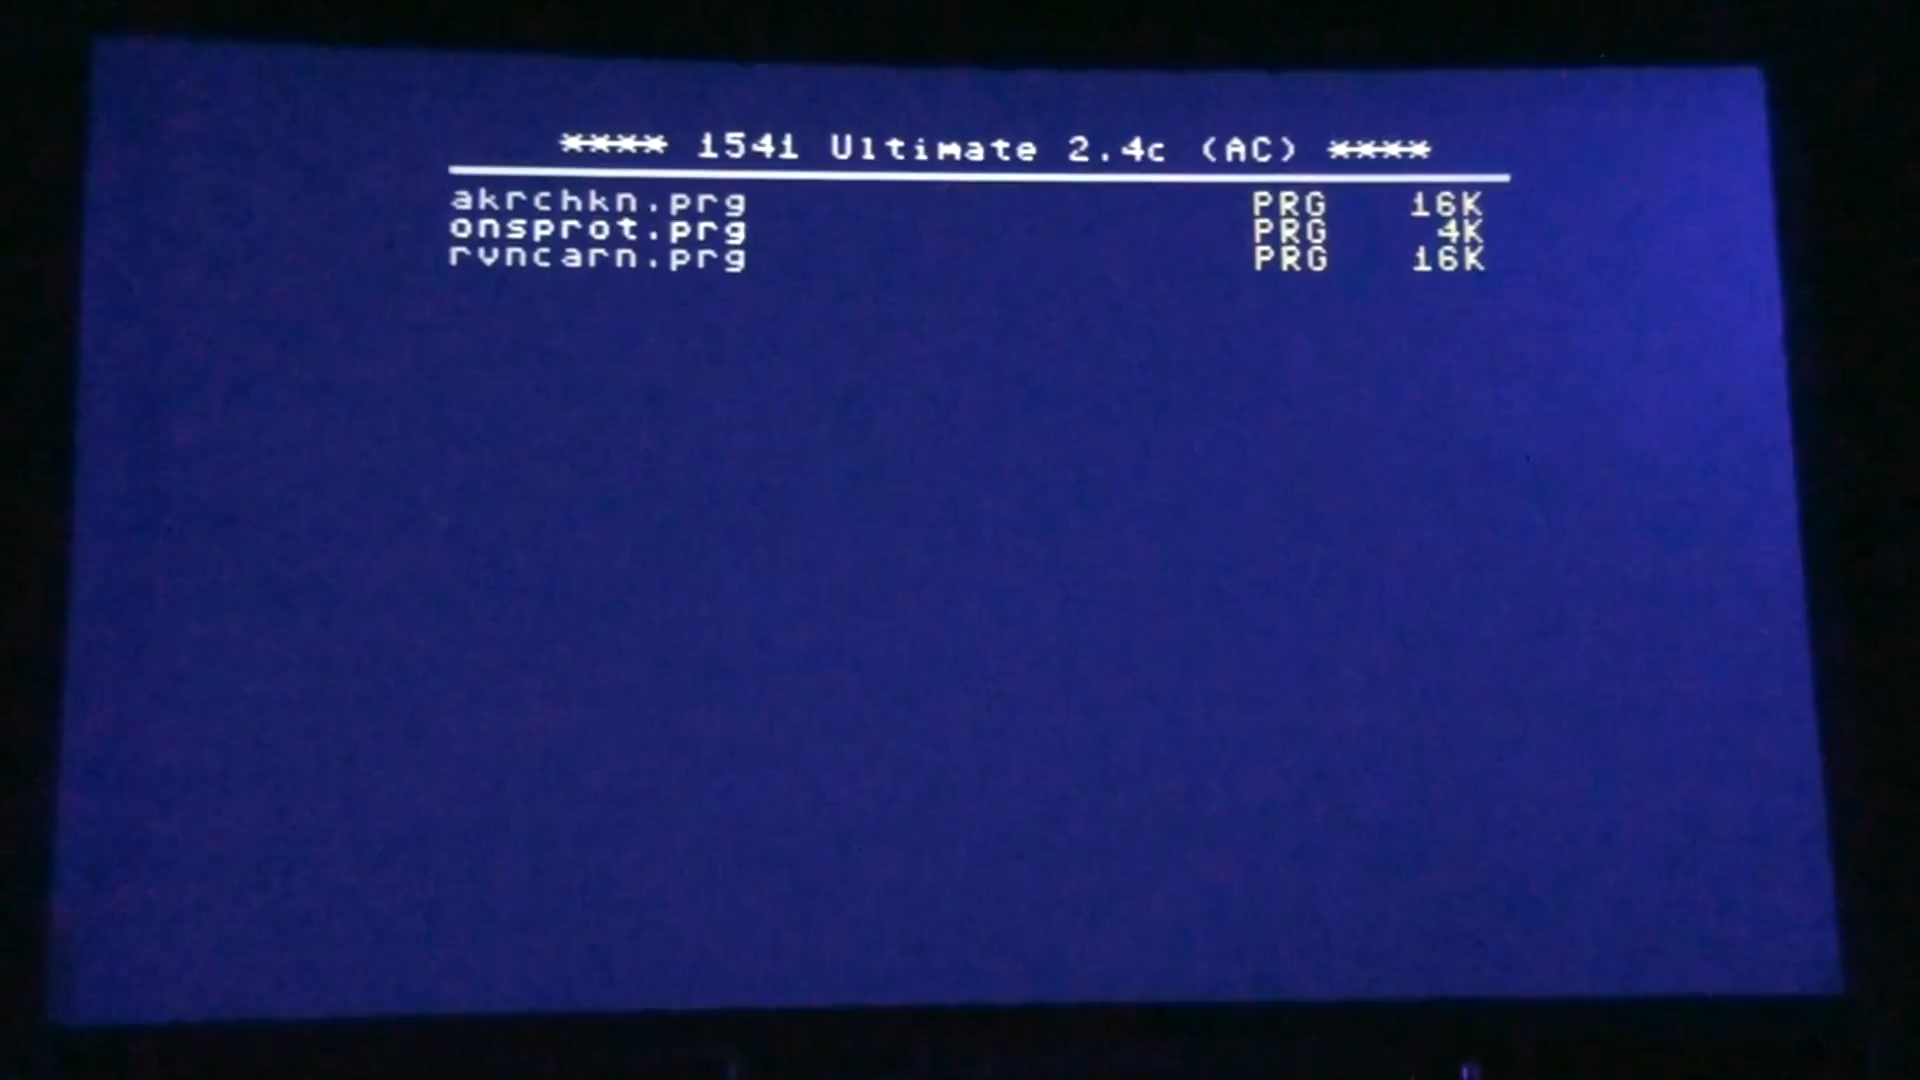 **** 1541 Ultimate 2.4c (AC) ****
akrchkn.prg PRG 16K
onsprot.prg PRG 4K
rvncarn.prg PRG 16K